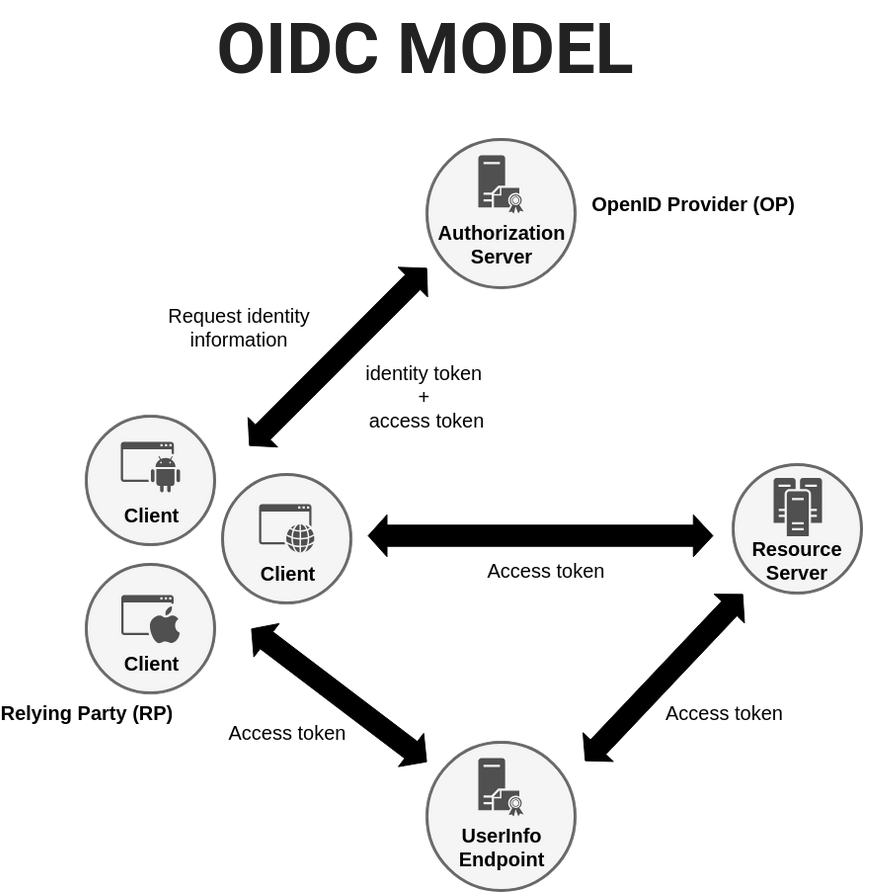 OIDC MODEL
Authorization
Server
OpenID Provider (OP)
Request identity
information
identity token
+
access token
Client
Client
Client
Relying Party (RP)
Access token
Resource
Server
Access token
Access token
UserInfo
Endpoint